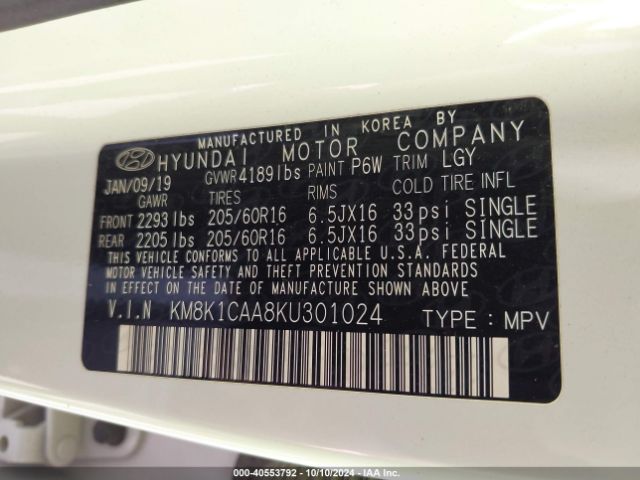 MANUFACTURED IN KOREA BY
HYUNDAI MOTOR COMPANY
JAN/09/19 GVWR 4189 lbs PAINT P6W TRIM LGY
GAWR TIRES RIMS COLD TIRE INFL
FRONT 2293 lbs 205/60R16 6.5JX16 33 psi SINGLE
REAR 2205 lbs 205/60R16 6.5JX16 33 psi SINGLE
THIS VEHICLE CONFORMS TO ALL APPLICABLE U.S.A. FEDERAL
MOTOR VEHICLE SAFETY AND THEFT PREVENTION STANDARDS
IN EFFECT ON THE DATE OF MANUFACTURE SHOWN ABOVE.
V.I.N KM8K1CAA8KU301024 TYPE : MPV
000-40553792 - 10/10/2024 - IAA Inc.